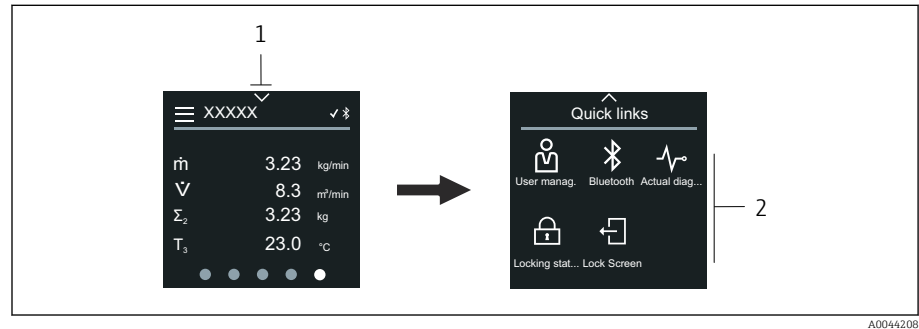 1
XXXXX
ṁ 3.23 kg/min
V̇ 8.3 m³/min
Σ₂ 3.23 kg
T₃ 23.0 °C
Quick links
User manag. Bluetooth Actual diag...
Locking stat... Lock Screen
2
A0044208